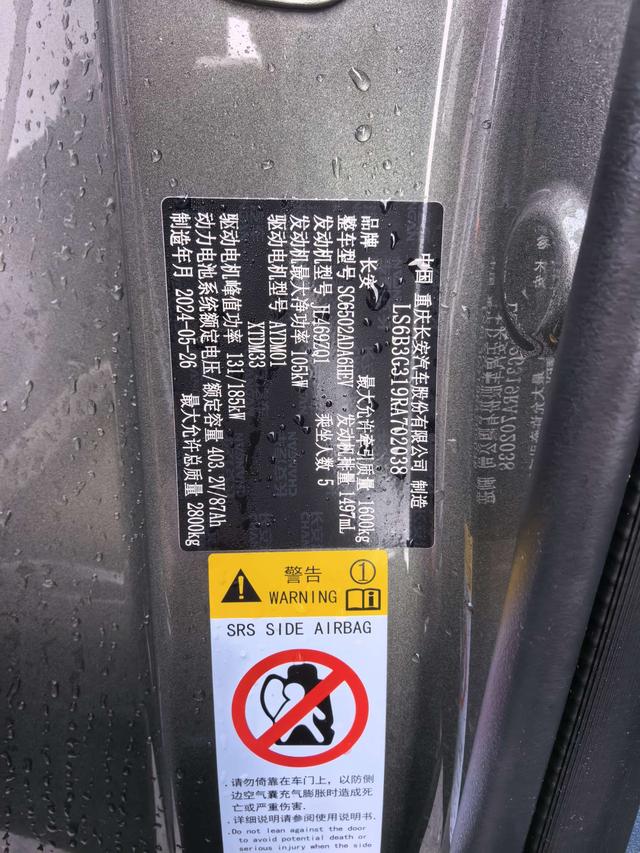 中国 重庆长安汽车股份有限公司 制造
LS6B3G319RA702038
品牌 长安 最大允许牵引质量 1600kg
整车型号 SC6502ADA6HEV 发动机排量 1497mL
发动机型号 JL469ZQ1 乘坐人数 5
发动机最大净功率 105kW
驱动电机型号 AYDM01
XTDM33
驱动电机峰值功率 131/185kW
动力电池系统额定电压/额定容量 403.2V/87Ah
制造年月 2024-05-26 最大允许总质量 2800kg
警告 1
WARNING
SRS SIDE AIRBAG
.请勿倚靠在车门上，以防侧
边空气囊充气膨胀时造成死
亡或严重伤害.
.详细说明请参阅使用说明书.
.Do not lean against the door
to avoid potential death or
serious injury when the side